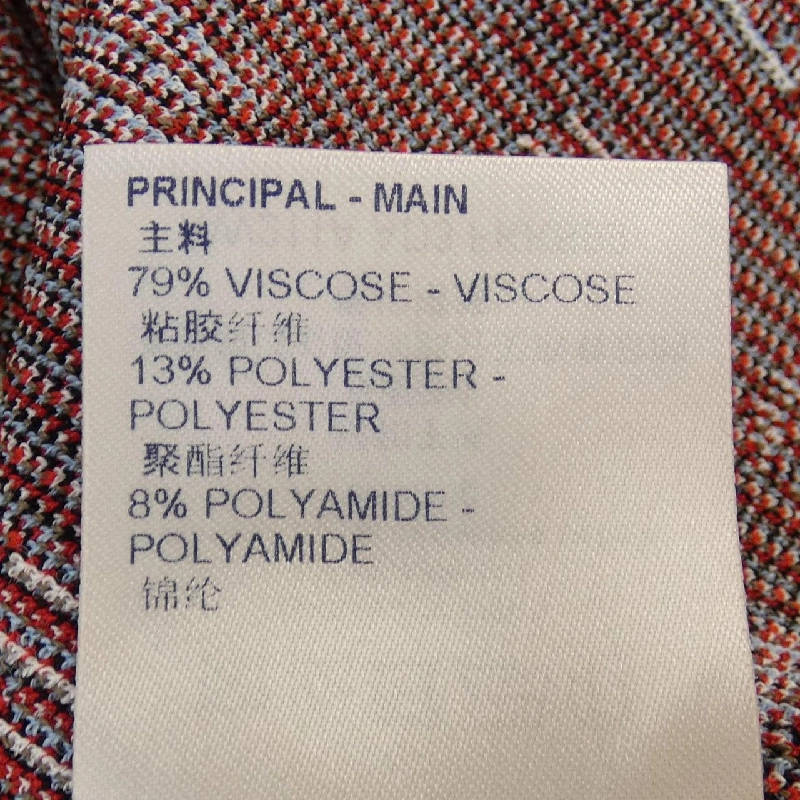 PRINCIPAL - MAIN
主料
79% VISCOSE - VISCOSE
粘胶纤维
13% POLYESTER -
POLYESTER
聚酯纤维
8% POLYAMIDE -
POLYAMIDE
锦纶